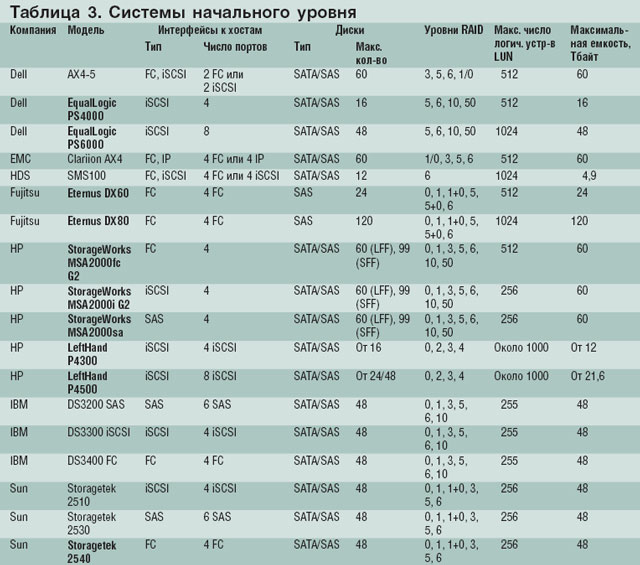 Таблица 3. Системы начального уровня
Компания Модель Интерфейсы к хостам Диски Уровни RAID Макс. число логич. устр-в LUN Максимальная емкость, Тбайт
Тип Число портов Тип Макс. кол-во
Dell AX4-5 FC, iSCSI 2 FC или 2 iSCSI SATA/SAS 60 3, 5, 6, 1/0 512 60
Dell EqualLogic PS4000 iSCSI 4 SATA/SAS 16 5, 6, 10, 50 512 16
Dell EqualLogic PS6000 iSCSI 8 SATA/SAS 48 5, 6, 10, 50 1024 48
EMC Clariion AX4 FC, IP 4 FC или 4 IP SATA/SAS 60 1/0, 3, 5, 6 512 60
HDS SMS100 FC, iSCSI 4 FC или 4 iSCSI SATA/SAS 12 6 1024 4,9
Fujitsu Eternus DX60 FC 4 FC SAS 24 0, 1, 1+0, 5, 5+0, 6 512 24
Fujitsu Eternus DX80 FC 4 FC SAS 120 0, 1, 1+0, 5, 5+0, 6 1024 120
HP StorageWorks MSA2000fc G2 FC 4 SATA/SAS 60 (LFF), 99 (SFF) 0, 1, 3, 5, 6, 10, 50 512 60
HP StorageWorks MSA2000i G2 iSCSI 4 SATA/SAS 60 (LFF), 99 (SFF) 0, 1, 3, 5, 6, 10, 50 256 60
HP StorageWorks MSA2000sa SAS 4 SATA/SAS 60 (LFF), 99 (SFF) 0, 1, 3, 5, 6, 10, 50 256 60
HP LeftHand P4300 iSCSI 4 iSCSI SATA/SAS От 16 0, 2, 3, 4 Около 1000 От 12
HP LeftHand P4500 iSCSI 8 iSCSI SATA/SAS От 24/48 0, 2, 3, 4 Около 1000 От 21,6
IBM DS3200 SAS SAS 6 SAS SATA/SAS 48 0, 1, 3, 5, 6, 10 255 48
IBM DS3300 iSCSI iSCSI 4 iSCSI SATA/SAS 48 0, 1, 3, 5, 6, 10 255 48
IBM DS3400 FC FC 4 FC SATA/SAS 48 0, 1, 3, 5, 6, 10 255 48
Sun Storagetek 2510 iSCSI 4 iSCSI SATA/SAS 48 0, 1, 1+0, 3, 5, 6 256 48
Sun Storagetek 2530 SAS 6 SAS SATA/SAS 48 0, 1, 1+0, 3, 5, 6 256 48
Sun Storagetek 2540 FC 4 FC SATA/SAS 48 0, 1, 1+0, 3, 5, 6 256 48